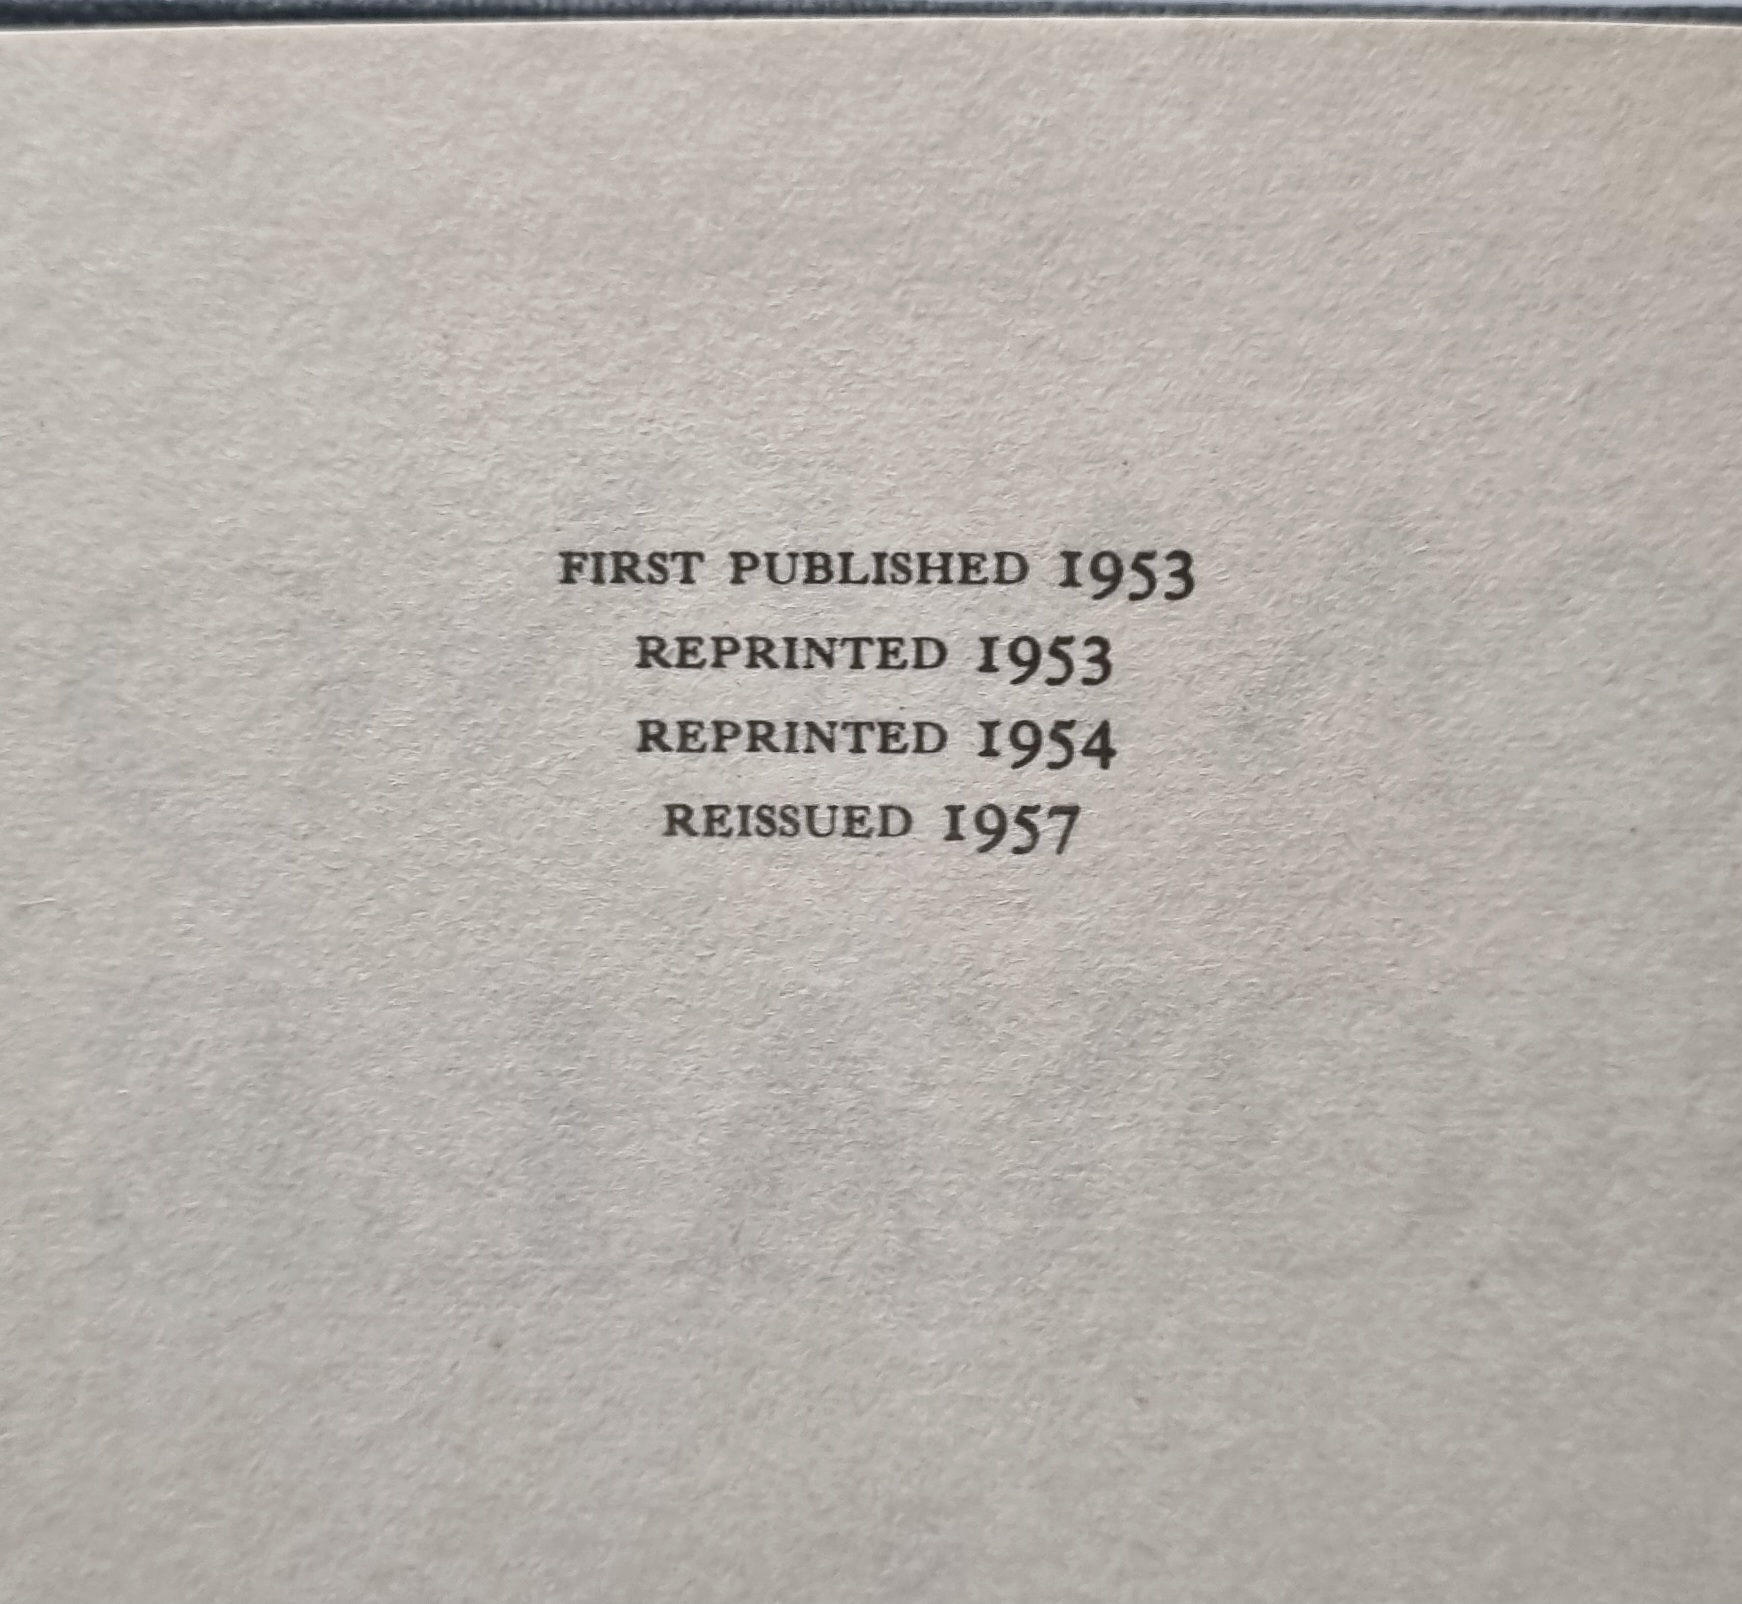 FIRST PUBLISHED 1953
REPRINTED 1953
REPRINTED 1954
REISSUED 1957